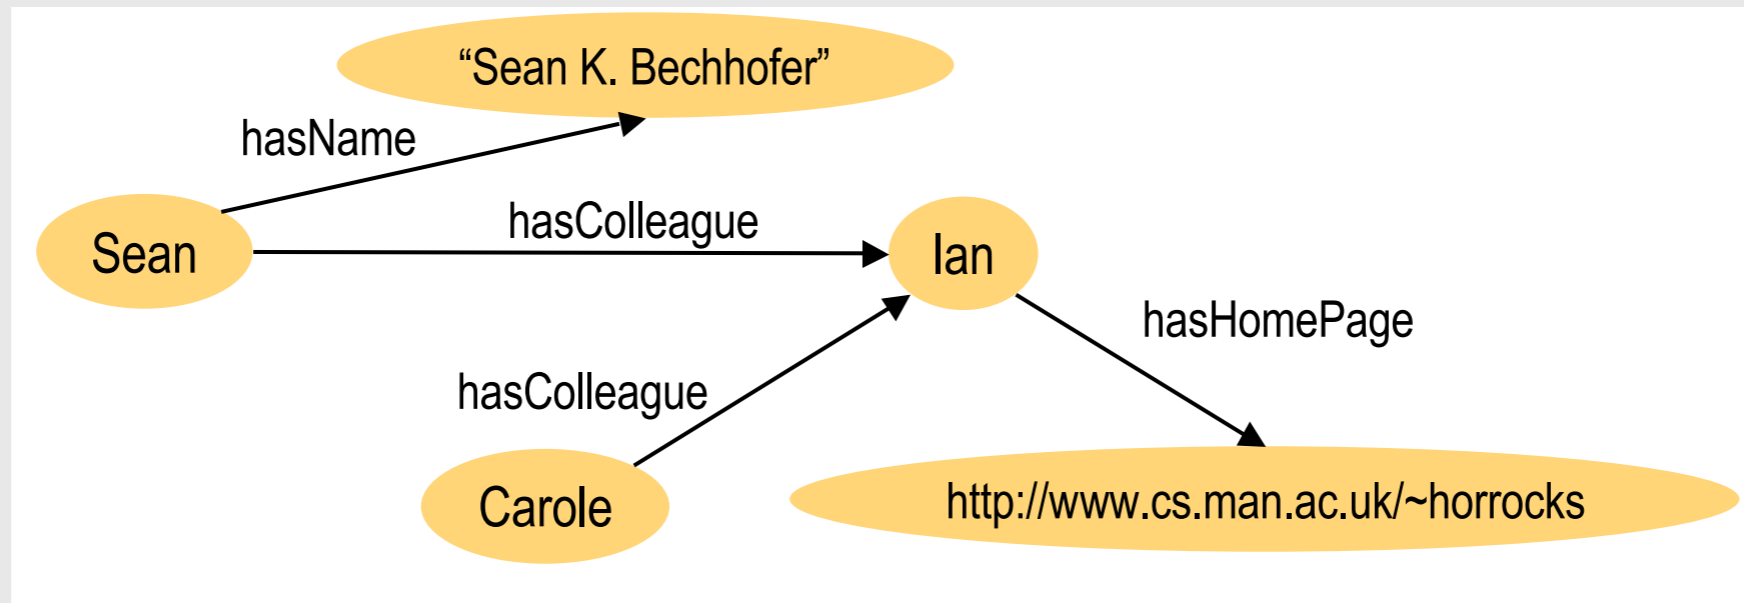 “Sean K. Bechhofer”
hasName
hasColleague
Sean
Ian
hasHomePage
hasColleague
Carole
http://www.cs.man.ac.uk/~horrocks